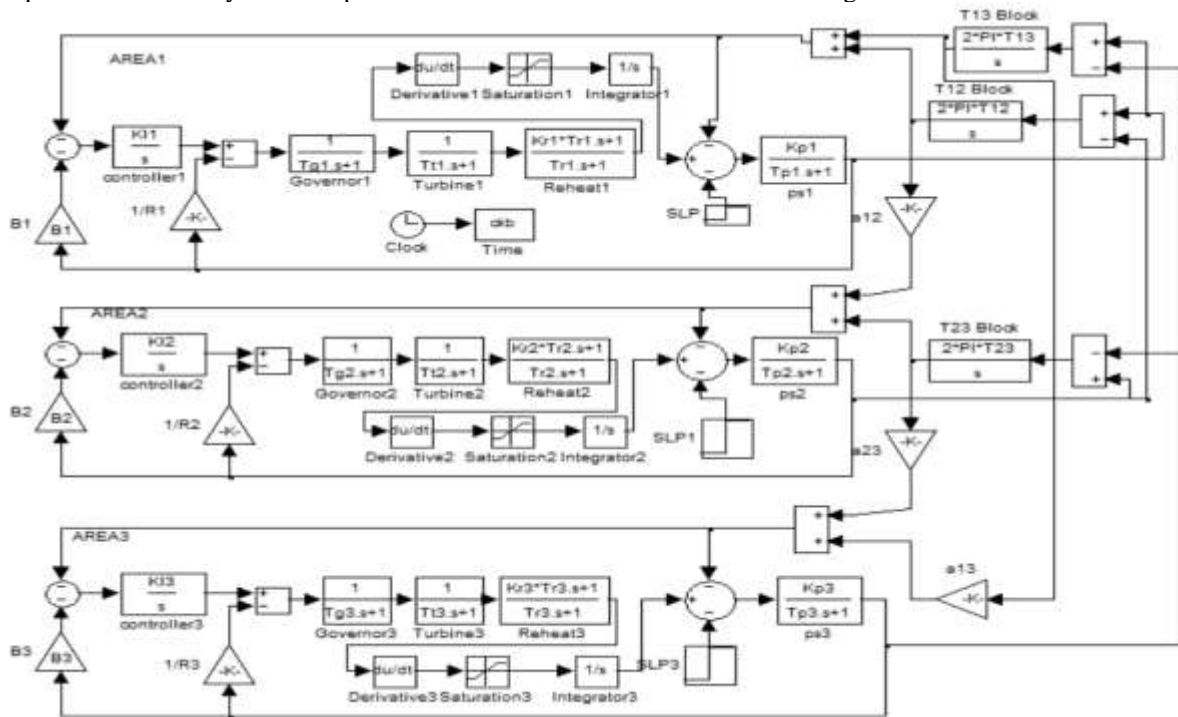 T13 Block
2*PI*T13
s
AREA1
du/dt
1/s
Derivative1 Saturation1 Integrator1
T12 Block
2*PI*T12
s
KI1
s
controller1
1
Tg1.s+1
Governor1
1
Tt1.s+1
Turbine1
Kr1*Tr1.s+1
Tr1.s+1
Reheat1
Kp1
Tp1.s+1
ps1
B1
B1
1/R1
-K-
SLP
Clock
Time
a12
-K-
AREA2
KI2
s
controller2
1
Tg2.s+1
Governor2
1
Tt2.s+1
Turbine2
Kr2*Tr2.s+1
Tr2.s+1
Reheat2
Kp2
Tp2.s+1
ps2
T23 Block
2*PI*T23
s
B2
B2
1/R2
-K-
du/dt
1/s
Derivative2 Saturation2 Integrator2
SLP1
a23
-K-
AREA3
KI3
s
controller3
1
Tg3.s+1
Governor3
1
Tt3.s+1
Turbine3
Kr3*Tr3.s+1
Tr3.s+1
Reheat3
Kp3
Tp3.s+1
ps3
a13
-K-
B3
B3
1/R3
-K-
du/dt
1/s
Derivative3 Saturation3 Integrator3
SLP3